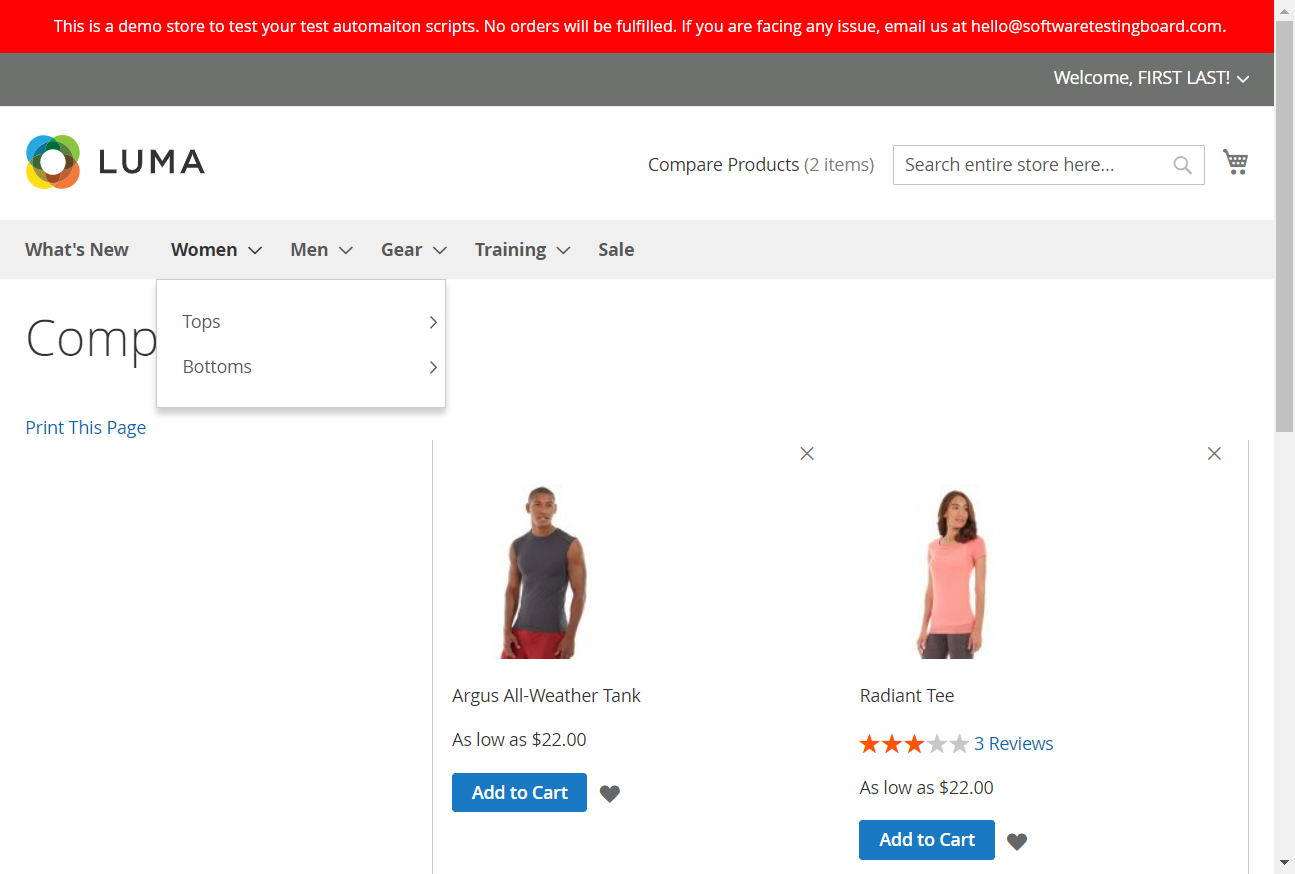 This is a demo store to test your test automaiton scripts. No orders will be fulfilled. If you are facing any issue, email us at hello@softwaretestingboard.com.
Welcome, FIRST LAST!
LUMA
Compare Products (2 items)
Search entire store here...
What's New Women Men Gear Training Sale
Tops
Bottoms
Comp
Print This Page
Argus All-Weather Tank
As low as $22.00
Add to Cart
Radiant Tee
3 Reviews
As low as $22.00
Add to Cart